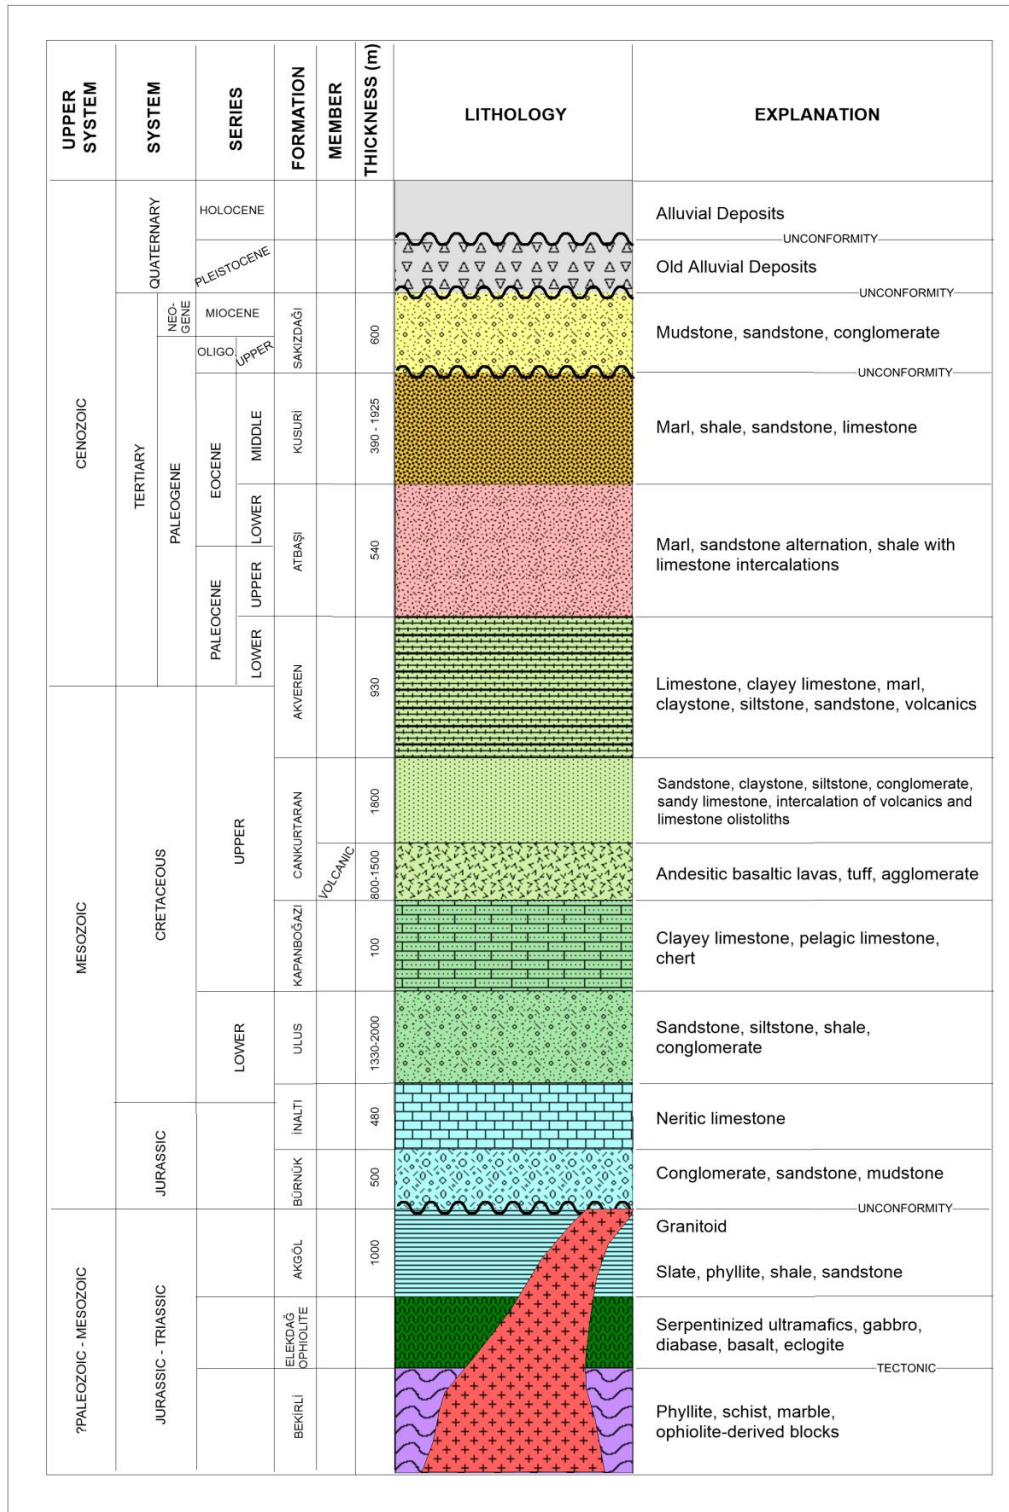 UPPER
SYSTEM
SYSTEM
SERIES
FORMATION
MEMBER
THICKNESS (m)
LITHOLOGY
EXPLANATION
CENOZOIC
QUATERNARY
HOLOCENE
Alluvial Deposits
UNCONFORMITY
PLEISTOCENE
Old Alluvial Deposits
UNCONFORMITY
TERTIARY
NEO-
GENE
MIOCENE
SAKIZDAĞI
600
Mudstone, sandstone, conglomerate
PALEOGENE
OLIGO.
UPPER
UNCONFORMITY
EOCENE
MIDDLE
KUSURİ
390 - 1925
Marl, shale, sandstone, limestone
LOWER
ATBAŞI
540
Marl, sandstone alternation, shale with
limestone intercalations
PALEOCENE
UPPER
LOWER
AKVEREN
930
Limestone, clayey limestone, marl,
claystone, siltstone, sandstone, volcanics
MESOZOIC
CRETACEOUS
UPPER
CANKURTARAN
1800
Sandstone, claystone, siltstone, conglomerate,
sandy limestone, intercalation of volcanics and
limestone olistoliths
VOLCANIC
800-1500
Andesitic basaltic lavas, tuff, agglomerate
KAPANBOĞAZI
100
Clayey limestone, pelagic limestone,
chert
LOWER
ULUS
1330-2000
Sandstone, siltstone, shale,
conglomerate
İNALTI
480
Neritic limestone
JURASSIC
BÜRNÜK
500
Conglomerate, sandstone, mudstone
UNCONFORMITY
?PALEOZOIC - MESOZOIC
JURASSIC - TRIASSIC
AKGÖL
1000
Granitoid
Slate, phyllite, shale, sandstone
ELEKDAĞ
OPHIOLITE
Serpentinized ultramafics, gabbro,
diabase, basalt, eclogite
TECTONIC
BEKİRLİ
Phyllite, schist, marble,
ophiolite-derived blocks